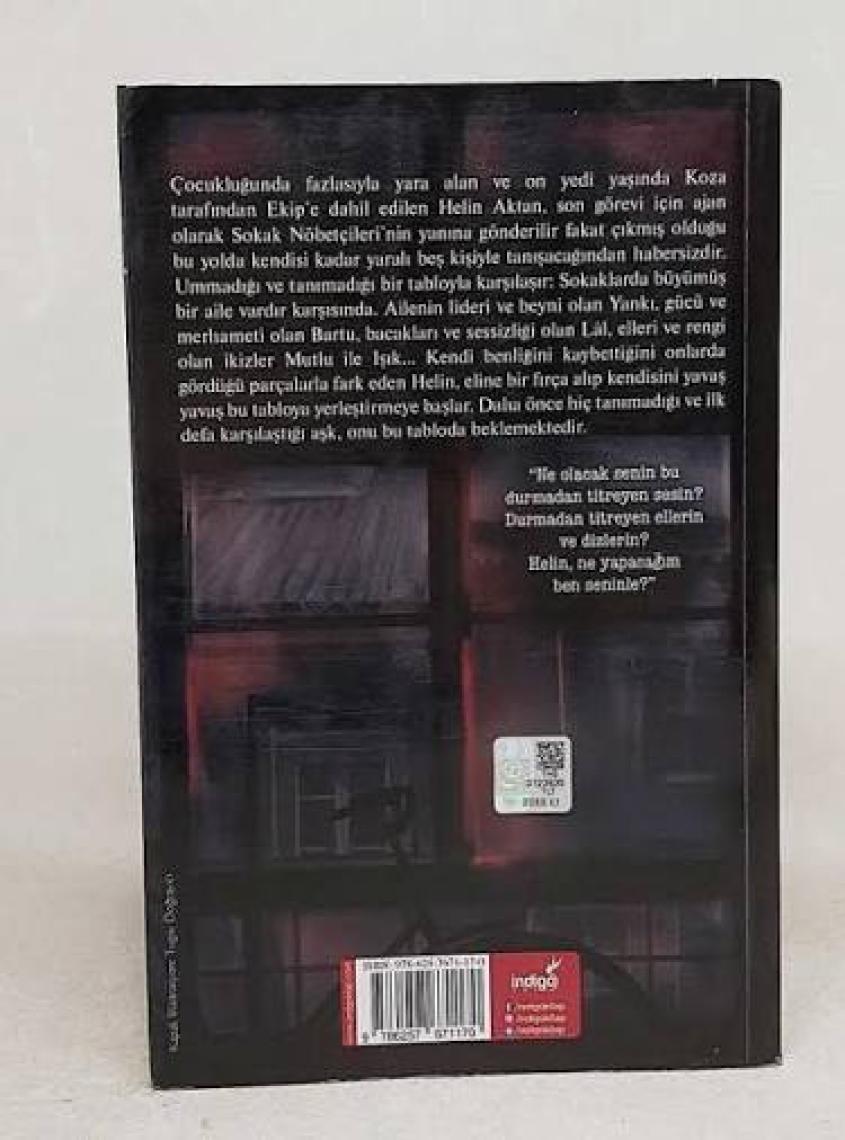 Çocukluğunda fazlasıyla yara alan ve on yedi yaşında Koza
tarafından Ekip'e dahil edilen Helin Aktan, son görevi için ajan
olarak Sokak Nöbetçileri'nin yanına gönderilir fakat çıkmış olduğu
bu yolda kendisi kadar yaralı beş kişiyle tanışacağından habersizdir.
Ummadığı ve tanımadığı bir tabloyla karşılaşır: Sokaklarda büyümüş
bir aile vardır karşısında. Ailenin lideri ve beyni olan Yankı, gücü ve
merhameti olan Bartu, bacakları ve sessizliği olan Lâl, elleri ve rengi
olan ikizler Mutlu ile Işık... Kendi benliğini kaybettiğini onlarda
gördüğü parçalarla fark eden Helin, eline bir fırça alıp kendisini yavaş
yavaş bu tabloya yerleştirmeye başlar. Daha önce hiç tanımadığı ve ilk
defa karşılaştığı aşk, onu bu tabloda beklemektedir.
"Ne olacak senin bu
durmadan titreyen sesin?
Durmadan titreyen ellerin
ve dizlerin?
Helin, ne yapacağım
ben seninle?"
indigo